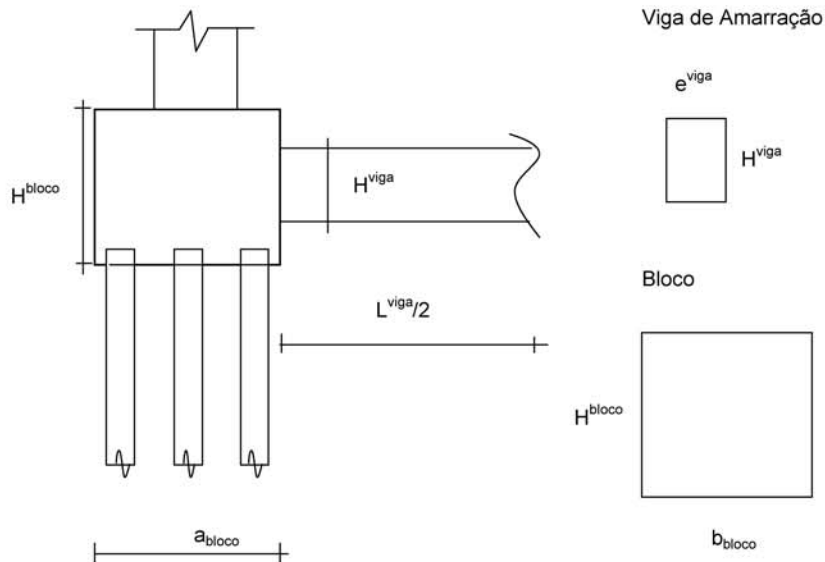 Viga de Amarração
e^viga
H^viga
H^bloco
H^viga
L^viga/2
Bloco
H^bloco
a_bloco
b_bloco